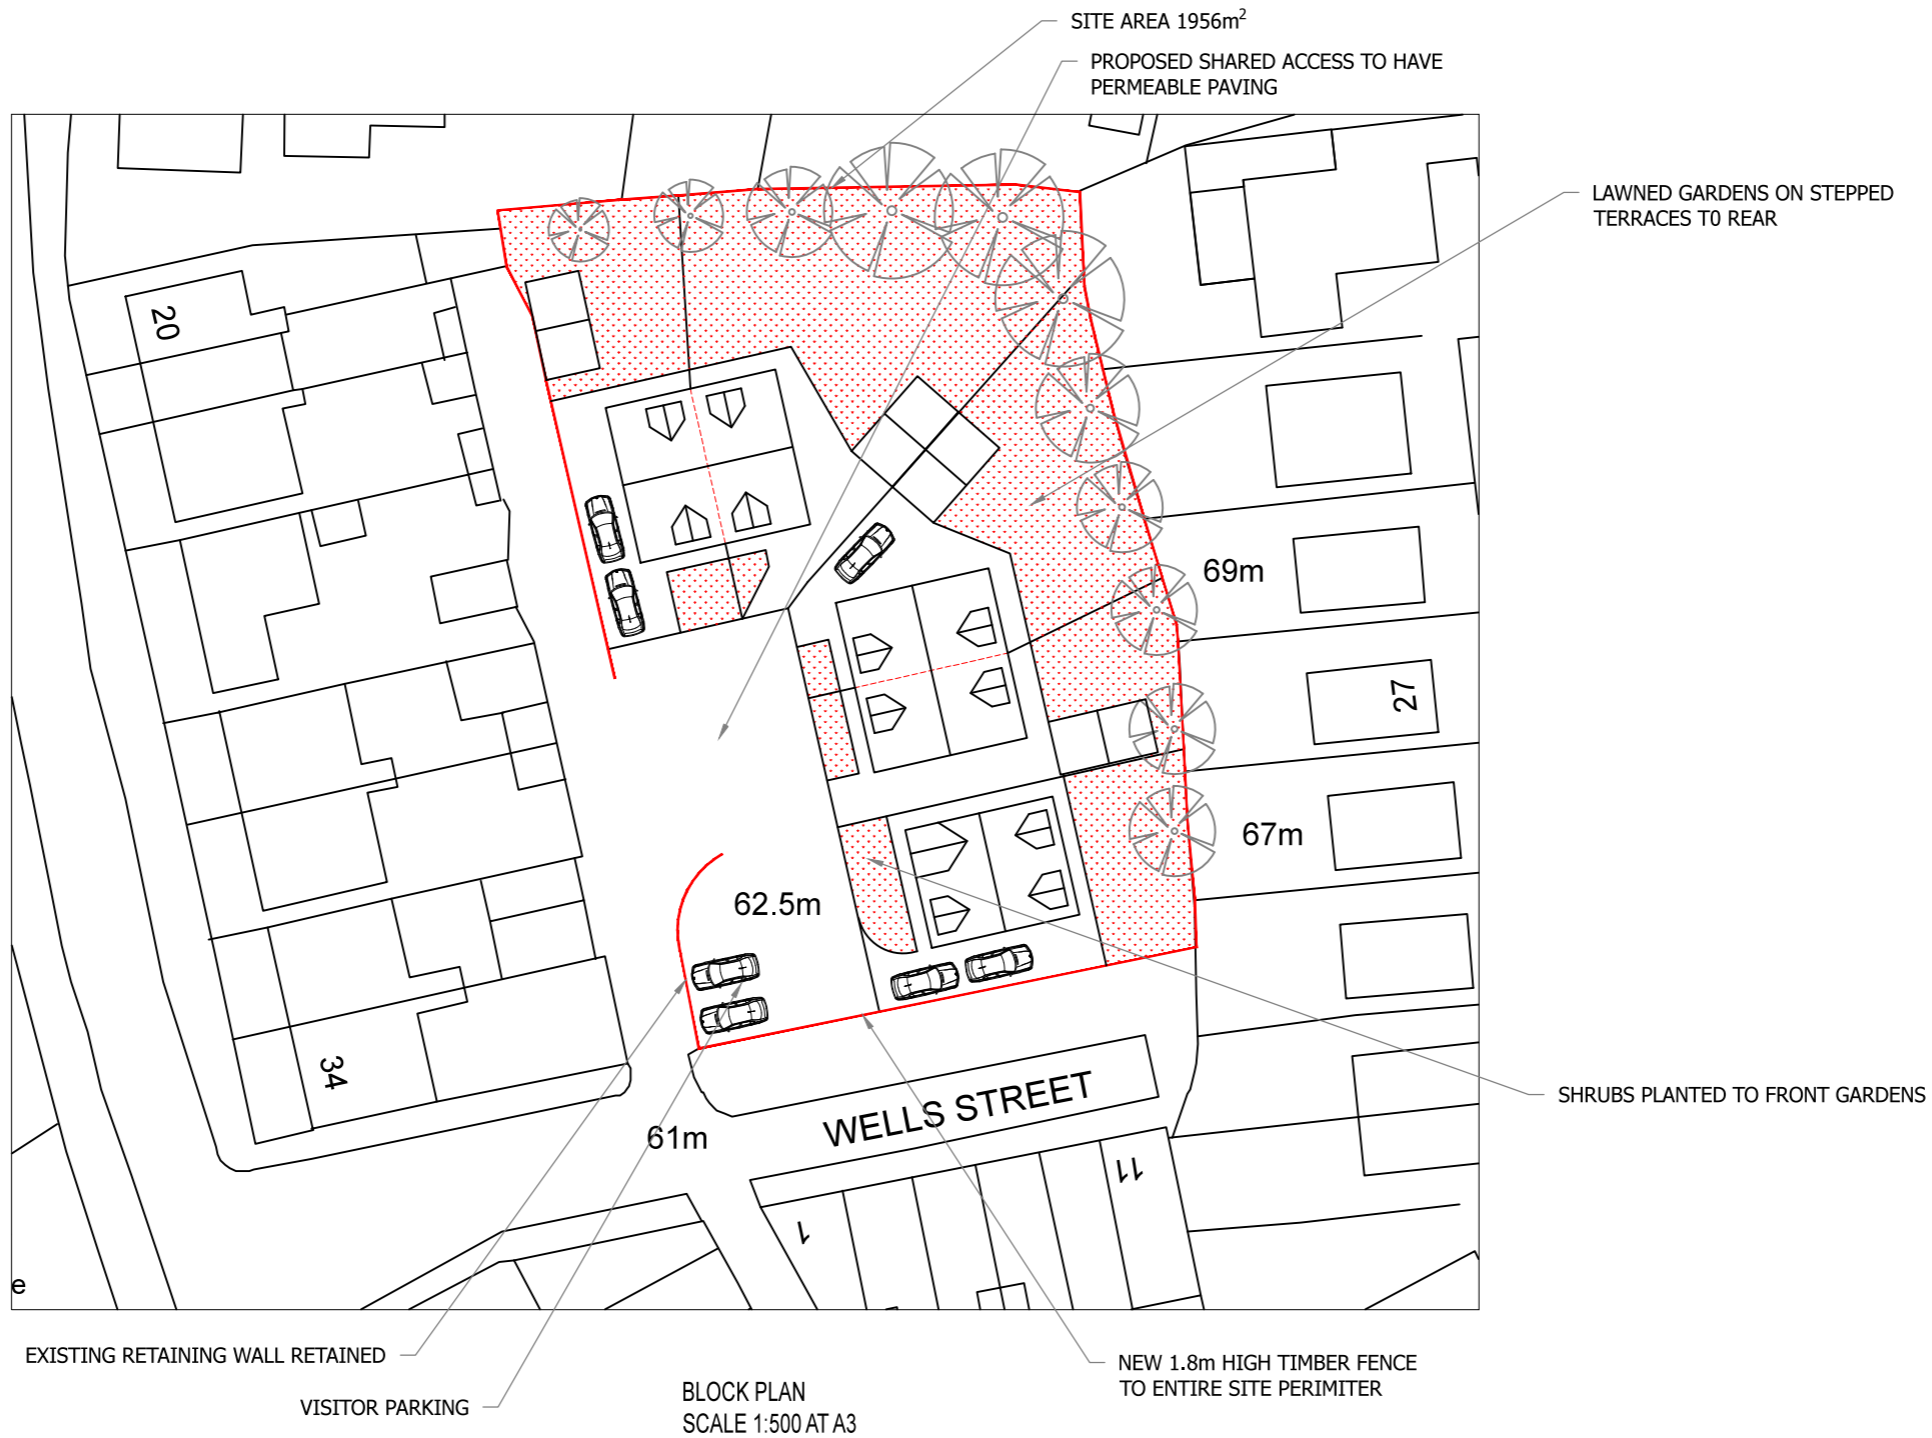 SITE AREA 1956m²
PROPOSED SHARED ACCESS TO HAVE
PERMEABLE PAVING
LAWNED GARDENS ON STEPPED
TERRACES T0 REAR
20
69m
27
67m
62.5m
34
SHRUBS PLANTED TO FRONT GARDENS
WELLS STREET
61m
11
1
e
EXISTING RETAINING WALL RETAINED
VISITOR PARKING
NEW 1.8m HIGH TIMBER FENCE
TO ENTIRE SITE PERIMITER
BLOCK PLAN
SCALE 1:500 AT A3